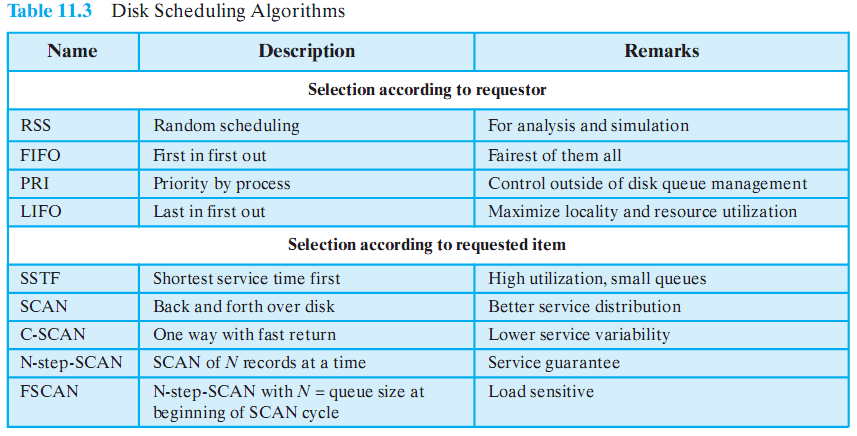 Table 11.3 Disk Scheduling Algorithms
Name Description Remarks
Selection according to requestor
RSS Random scheduling For analysis and simulation
FIFO First in first out Fairest of them all
PRI Priority by process Control outside of disk queue management
LIFO Last in first out Maximize locality and resource utilization
Selection according to requested item
SSTF Shortest service time first High utilization, small queues
SCAN Back and forth over disk Better service distribution
C-SCAN One way with fast return Lower service variability
N-step-SCAN SCAN of N records at a time Service guarantee
FSCAN N-step-SCAN with N = queue size at Load sensitive
beginning of SCAN cycle